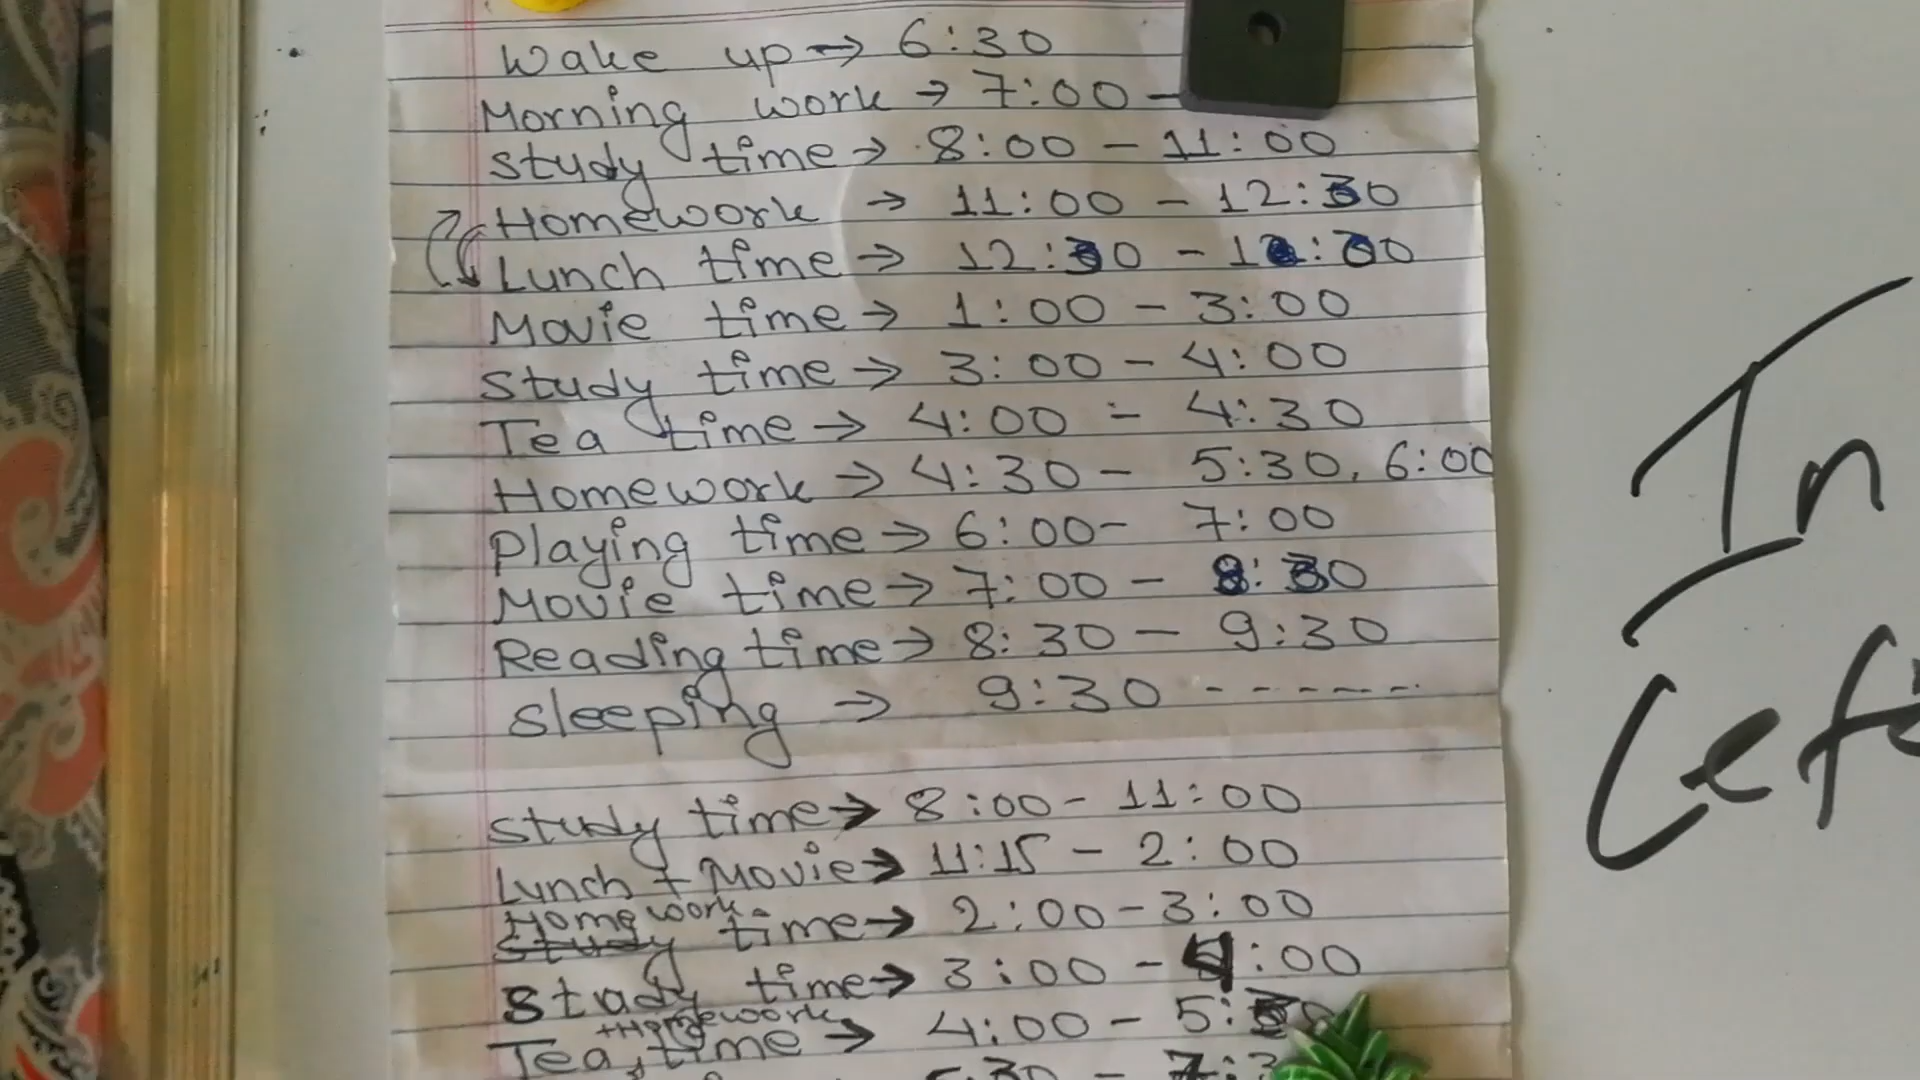 Wake up → 6:30
Morning work → 7:00 -
Study time → 8:00 - 11:00
Homework → 11:00 - 12:30
Lunch time → 12:30 -
Movie time → 1:00 - 3:00
Study time → 3:00 - 4:00
Tea time → 4:00 - 4:30
Homework → 4:30 - 5:30, 6:00
Playing time → 6:00 - 7:00
Movie time → 7:00 - 8:30
Reading time → 8:30 - 9:30
Sleeping → 9:30 ------
Study time → 8:00 - 11:00
Lunch + Movie → 11:15 - 2:00
Homework time → 2:00 - 3:00
Study time → 3:00 - 4:00
Tea + Homework time → 4:00 - 5:30
5:30 -
In